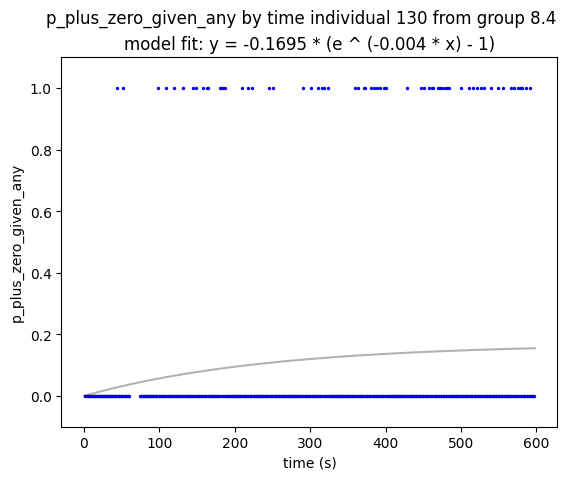 p_plus_zero_given_any by time individual 130 from group 8.4
model fit: y = -0.1695 * (e ^ (-0.004 * x) - 1)
p_plus_zero_given_any
1.0
0.8
0.6
0.4
0.2
0.0
0 100 200 300 400 500 600
time (s)